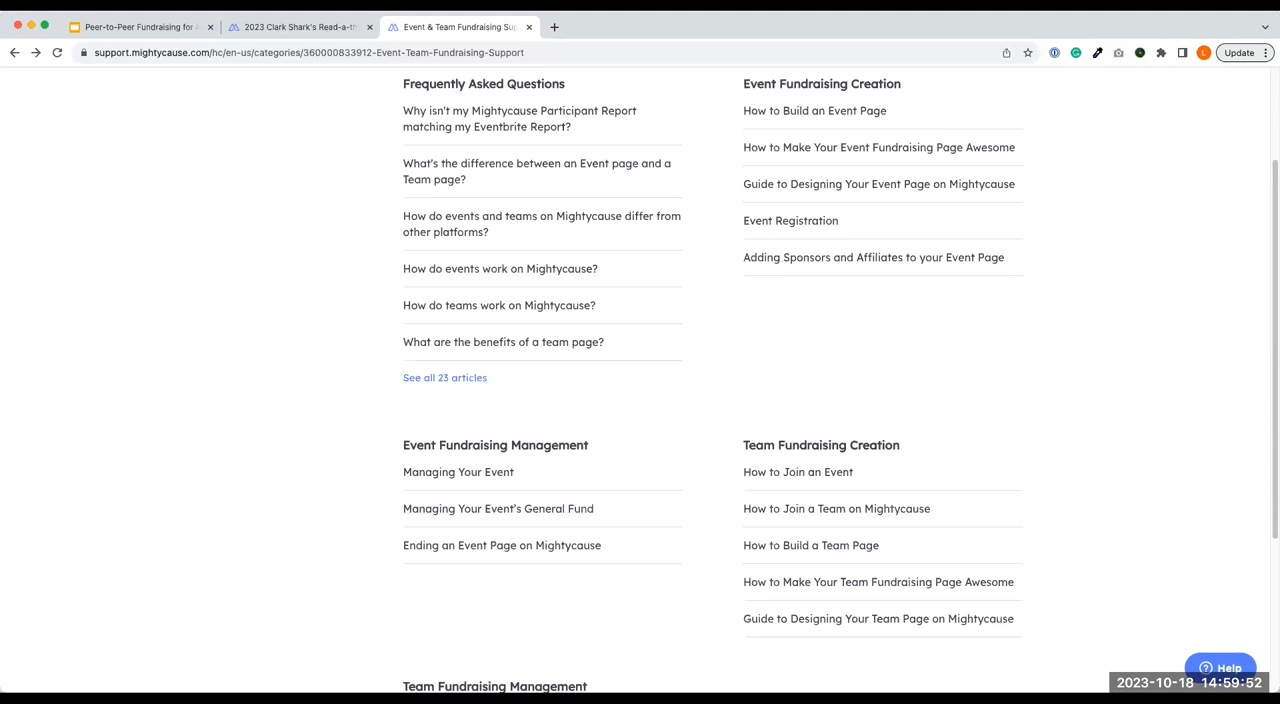 Peer-to-Peer Fundraising for
2023 Clark Shark's Read-a-th
Event & Team Fundraising Sup
support.mightycause.com/hc/en-us/categories/360000833912-Event-Team-Fundraising-Support
L
Update
Frequently Asked Questions
Why isn't my Mightycause Participant Report
matching my Eventbrite Report?
What's the difference between an Event page and a
Team page?
How do events and teams on Mightycause differ from
other platforms?
How do events work on Mightycause?
How do teams work on Mightycause?
What are the benefits of a team page?
See all 23 articles
Event Fundraising Creation
How to Build an Event Page
How to Make Your Event Fundraising Page Awesome
Guide to Designing Your Event Page on Mightycause
Event Registration
Adding Sponsors and Affiliates to your Event Page
Event Fundraising Management
Managing Your Event
Managing Your Event's General Fund
Ending an Event Page on Mightycause
Team Fundraising Creation
How to Join an Event
How to Join a Team on Mightycause
How to Build a Team Page
How to Make Your Team Fundraising Page Awesome
Guide to Designing Your Team Page on Mightycause
Team Fundraising Management
Help
2023-10-18 14:59:52